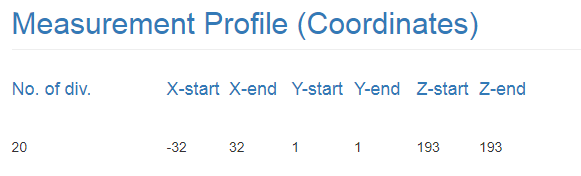 Measurement Profile (Coordinates)
No. of div. X-start X-end Y-start Y-end Z-start Z-end
20 -32 32 1 1 193 193